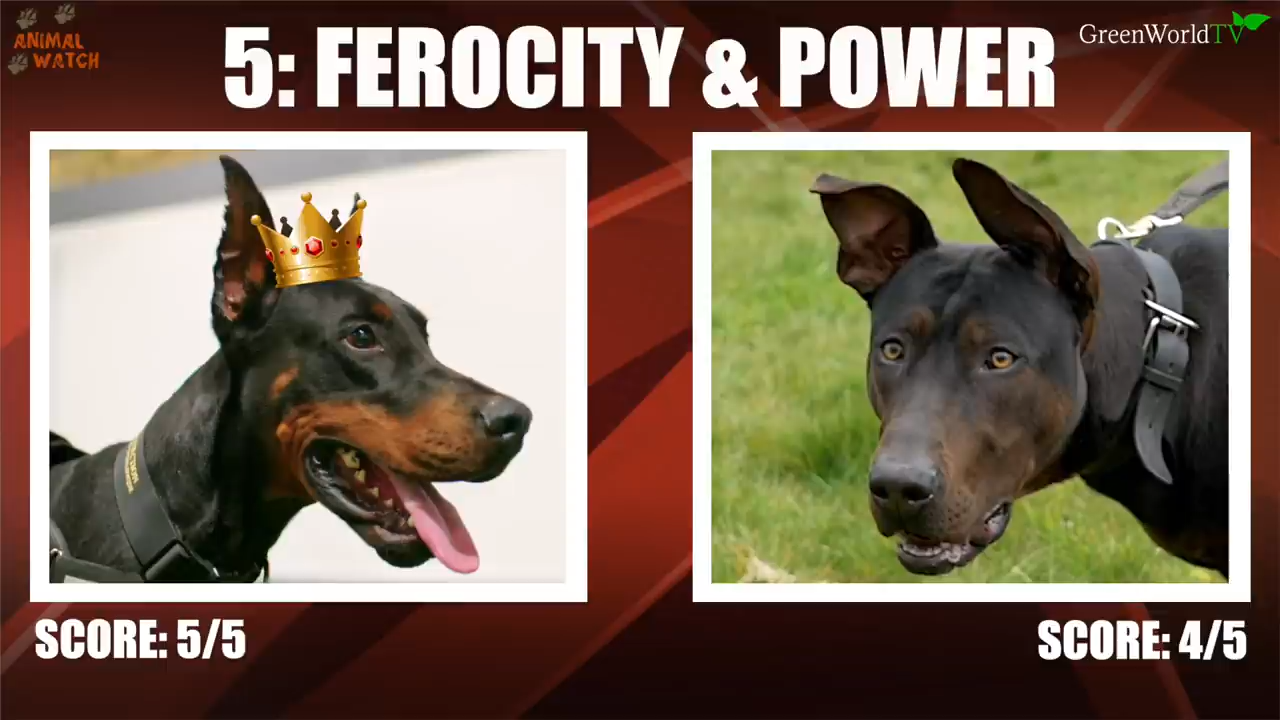 ANIMAL
WATCH
GreenWorldTV
5: FEROCITY & POWER
SCORE: 5/5
SCORE: 4/5